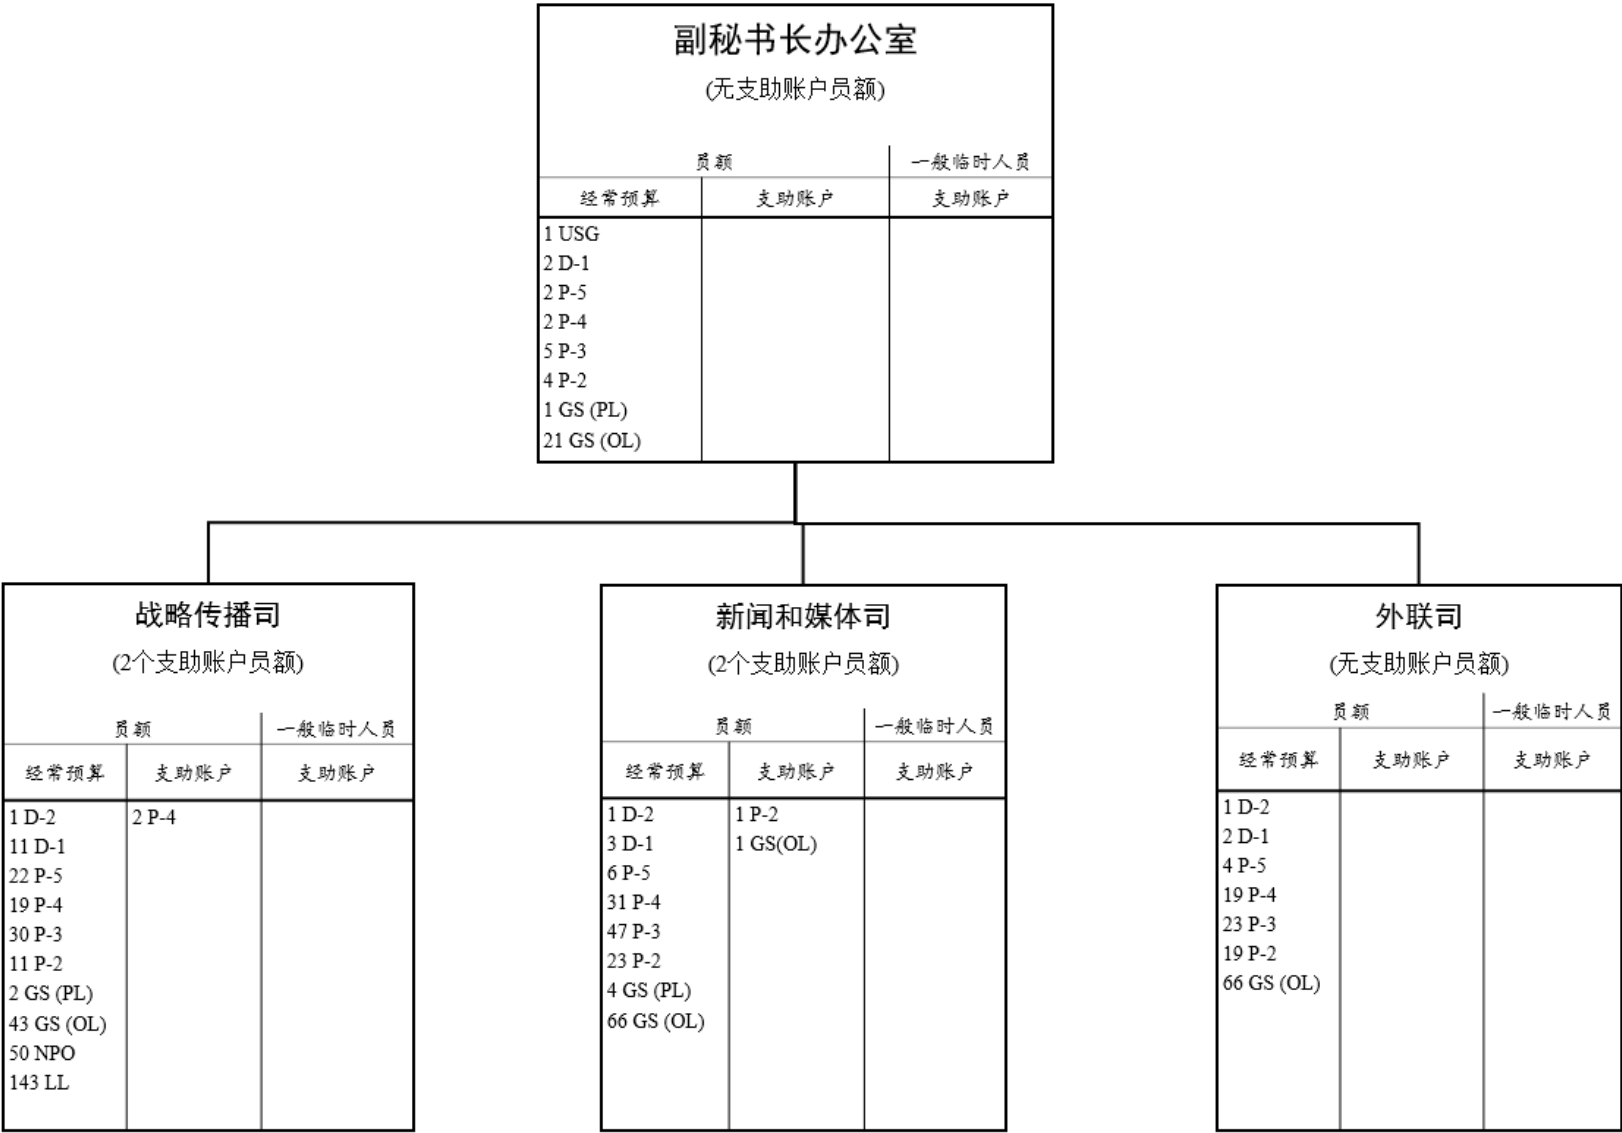 副秘书长办公室
(无支助账户员额)
员额 一般临时人员
经常预算 支助账户 支助账户
1 USG
2 D-1
2 P-5
2 P-4
5 P-3
4 P-2
1 GS (PL)
21 GS (OL)
战略传播司
(2个支助账户员额)
员额 一般临时人员
经常预算 支助账户 支助账户
1 D-2 2 P-4
11 D-1
22 P-5
19 P-4
30 P-3
11 P-2
2 GS (PL)
43 GS (OL)
50 NPO
143 LL
新闻和媒体司
(2个支助账户员额)
员额 一般临时人员
经常预算 支助账户 支助账户
1 D-2 1 P-2
3 D-1 1 GS(OL)
6 P-5
31 P-4
47 P-3
23 P-2
4 GS (PL)
66 GS (OL)
外联司
(无支助账户员额)
员额 一般临时人员
经常预算 支助账户 支助账户
1 D-2
2 D-1
4 P-5
19 P-4
23 P-3
19 P-2
66 GS (OL)